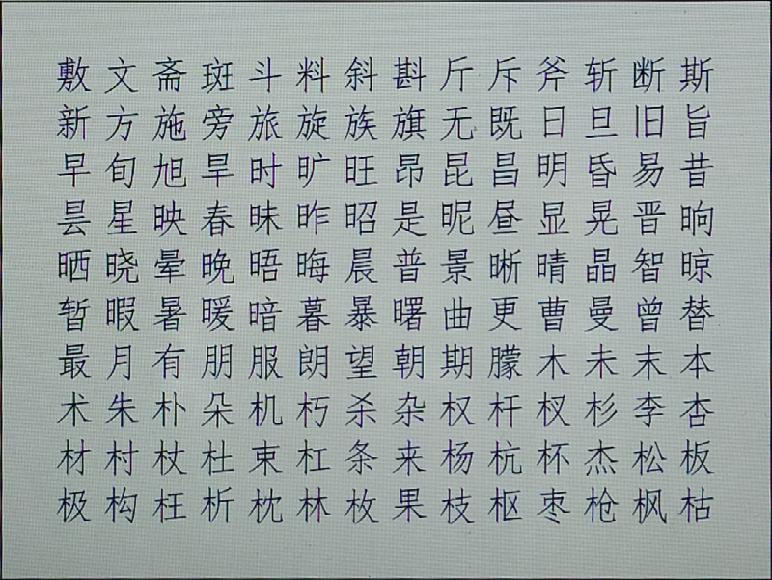 敷文斋斑斗料斜斟斤斥斧斩断斯
新方施旁旅旋族旗无既日旦旧旨
早旬旭旱时旷旺昂昆昌明昏易昔
昙星映春昧昨昭是昵昼显晃晋晌
晒晓晕晚晤晦晨普景晰晴晶智晾
暂暇暑暖暗暮暴曙曲更曹曼曾替
最月有朋服朗望朝期朦木未末本
术朱朴朵机朽杀杂权杆杈杉李杏
材村杖杜束杠条来杨杭杯杰松板
极构枉析枕林枚果枝枢枣枪枫枯